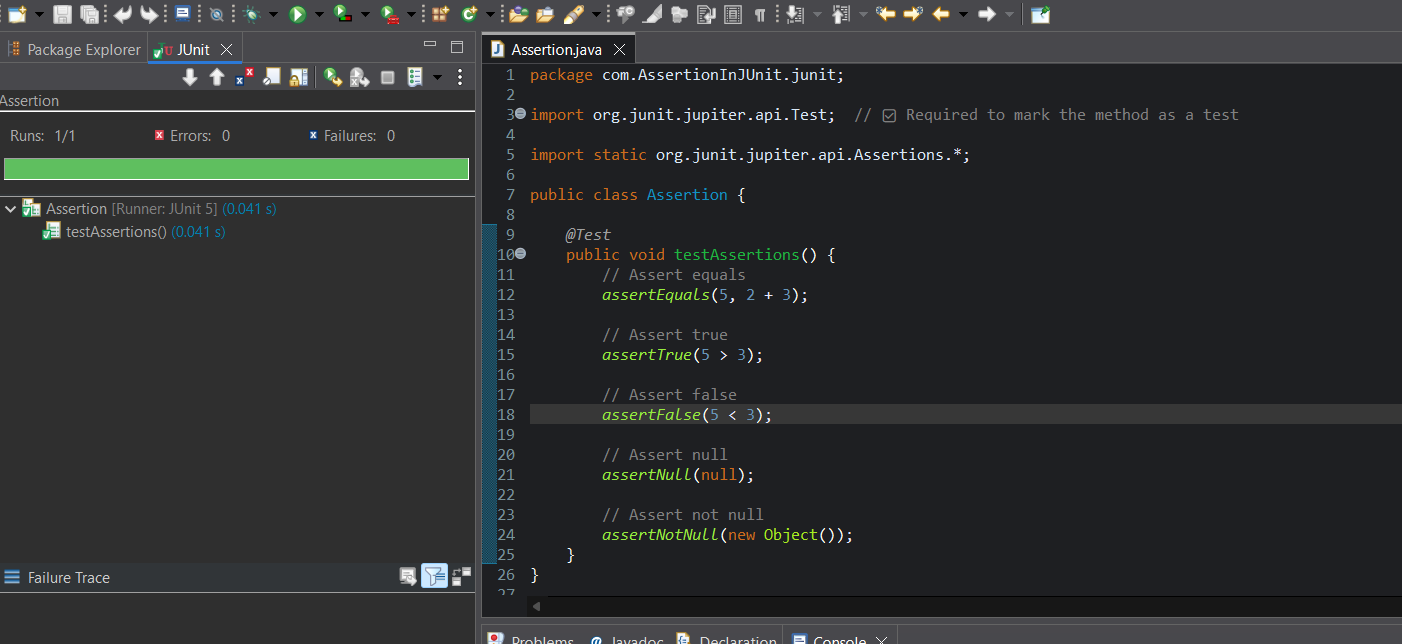 Package Explorer
JUnit
Assertion
Runs: 1/1
Errors: 0
Failures: 0
Assertion [Runner: JUnit 5] (0.041 s)
testAssertions() (0.041 s)
Failure Trace
Assertion.java
1 package com.AssertionInJUnit.junit;
2
3 import org.junit.jupiter.api.Test;  // ☑ Required to mark the method as a test
4
5 import static org.junit.jupiter.api.Assertions.*;
6
7 public class Assertion {
8
9     @Test
10     public void testAssertions() {
11         // Assert equals
12         assertEquals(5, 2 + 3);
13
14         // Assert true
15         assertTrue(5 > 3);
16
17         // Assert false
18         assertFalse(5 < 3);
19
20         // Assert null
21         assertNull(null);
22
23         // Assert not null
24         assertNotNull(new Object());
25     }
26 }
27
Problems
Javadoc
Declaration
Console